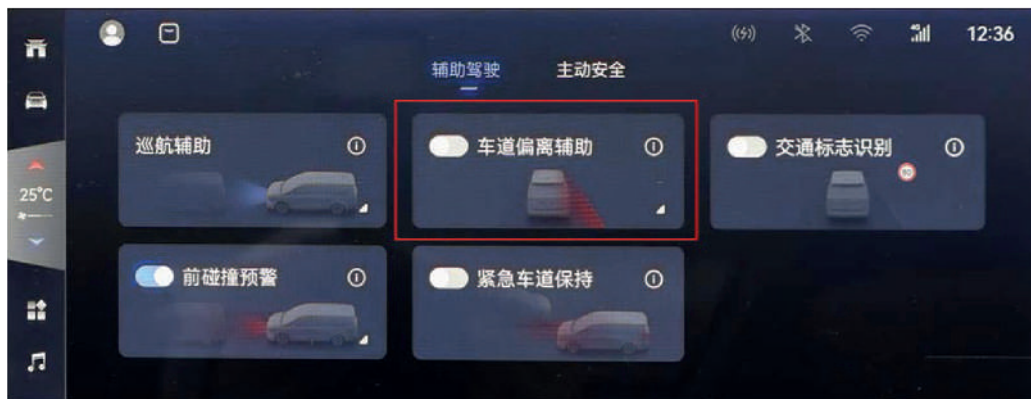 12:36
辅助驾驶 主动安全
巡航辅助
车道偏离辅助
交通标志识别
25°C
前碰撞预警
紧急车道保持